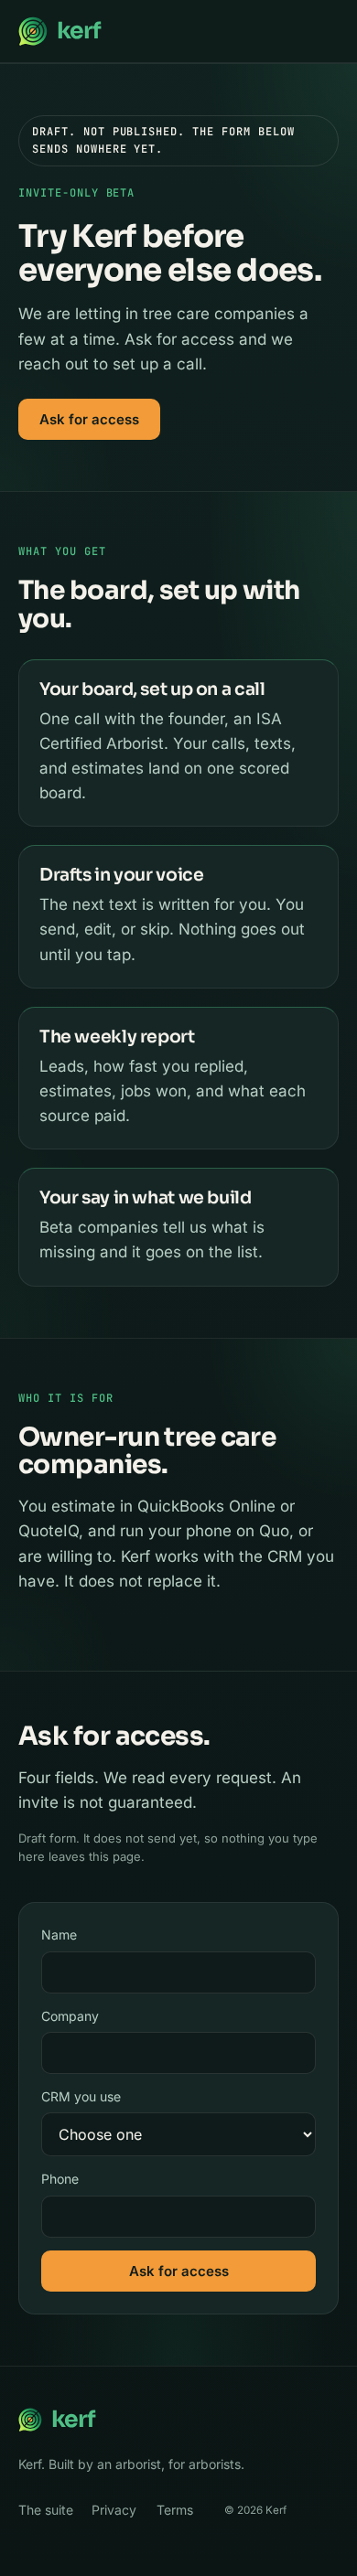 kerf
DRAFT. NOT PUBLISHED. THE FORM BELOW
SENDS NOWHERE YET.
INVITE-ONLY BETA
Try Kerf before
everyone else does.
We are letting in tree care companies a
few at a time. Ask for access and we
reach out to set up a call.
Ask for access
WHAT YOU GET
The board, set up with
you.
Your board, set up on a call
One call with the founder, an ISA
Certified Arborist. Your calls, texts,
and estimates land on one scored
board.
Drafts in your voice
The next text is written for you. You
send, edit, or skip. Nothing goes out
until you tap.
The weekly report
Leads, how fast you replied,
estimates, jobs won, and what each
source paid.
Your say in what we build
Beta companies tell us what is
missing and it goes on the list.
WHO IT IS FOR
Owner-run tree care
companies.
You estimate in QuickBooks Online or
QuoteIQ, and run your phone on Quo, or
are willing to. Kerf works with the CRM you
have. It does not replace it.
Ask for access.
Four fields. We read every request. An
invite is not guaranteed.
Draft form. It does not send yet, so nothing you type
here leaves this page.
Name
Company
CRM you use
Choose one
Phone
Ask for access
kerf
Kerf. Built by an arborist, for arborists.
The suite Privacy Terms © 2026 Kerf